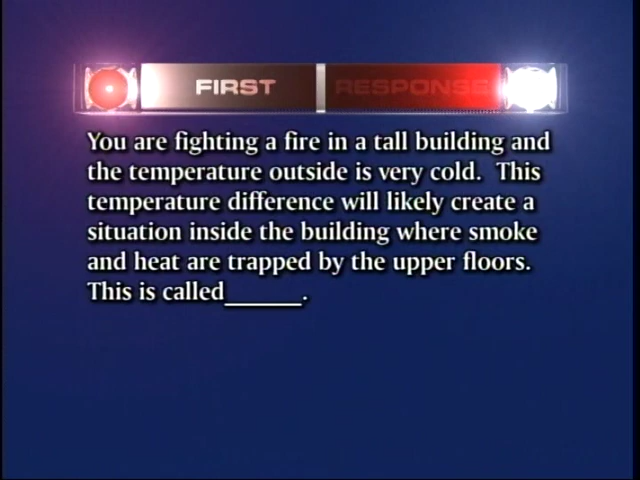 FIRST RESPONSE
You are fighting a fire in a tall building and
the temperature outside is very cold.  This
temperature difference will likely create a
situation inside the building where smoke
and heat are trapped by the upper floors.
This is called______.